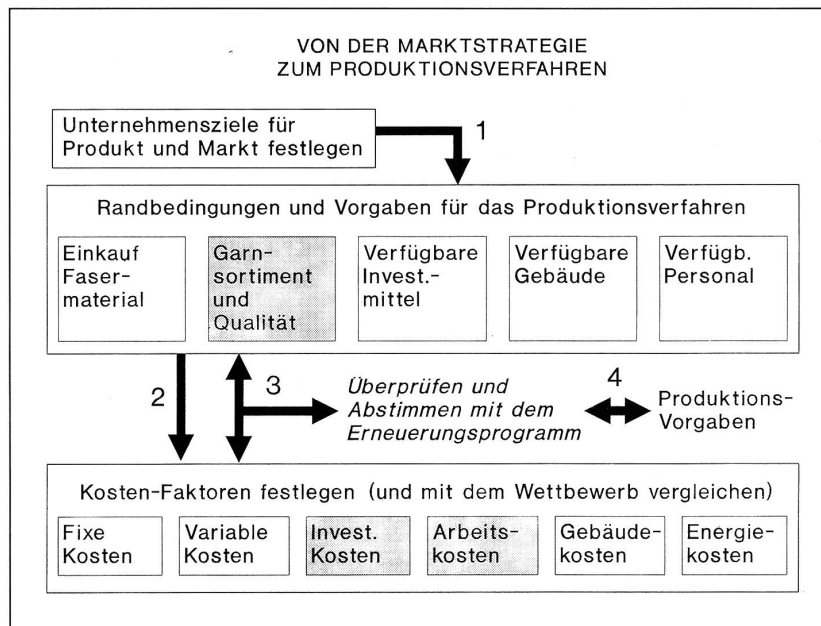 VON DER MARKTSTRATEGIE
ZUM PRODUKTIONSVERFAHREN
Unternehmensziele für
Produkt und Markt festlegen
1
Randbedingungen und Vorgaben für das Produktionsverfahren
Einkauf
Faser-
material
Garn-
sortiment
und
Qualität
Verfügbare
Invest.-
mittel
Verfügbare
Gebäude
Verfügb.
Personal
2
3
Überprüfen und
Abstimmen mit dem
Erneuerungsprogramm
4
Produktions-
Vorgaben
Kosten-Faktoren festlegen (und mit dem Wettbewerb vergleichen)
Fixe
Kosten
Variable
Kosten
Invest.
Kosten
Arbeits-
kosten
Gebäude-
kosten
Energie-
kosten